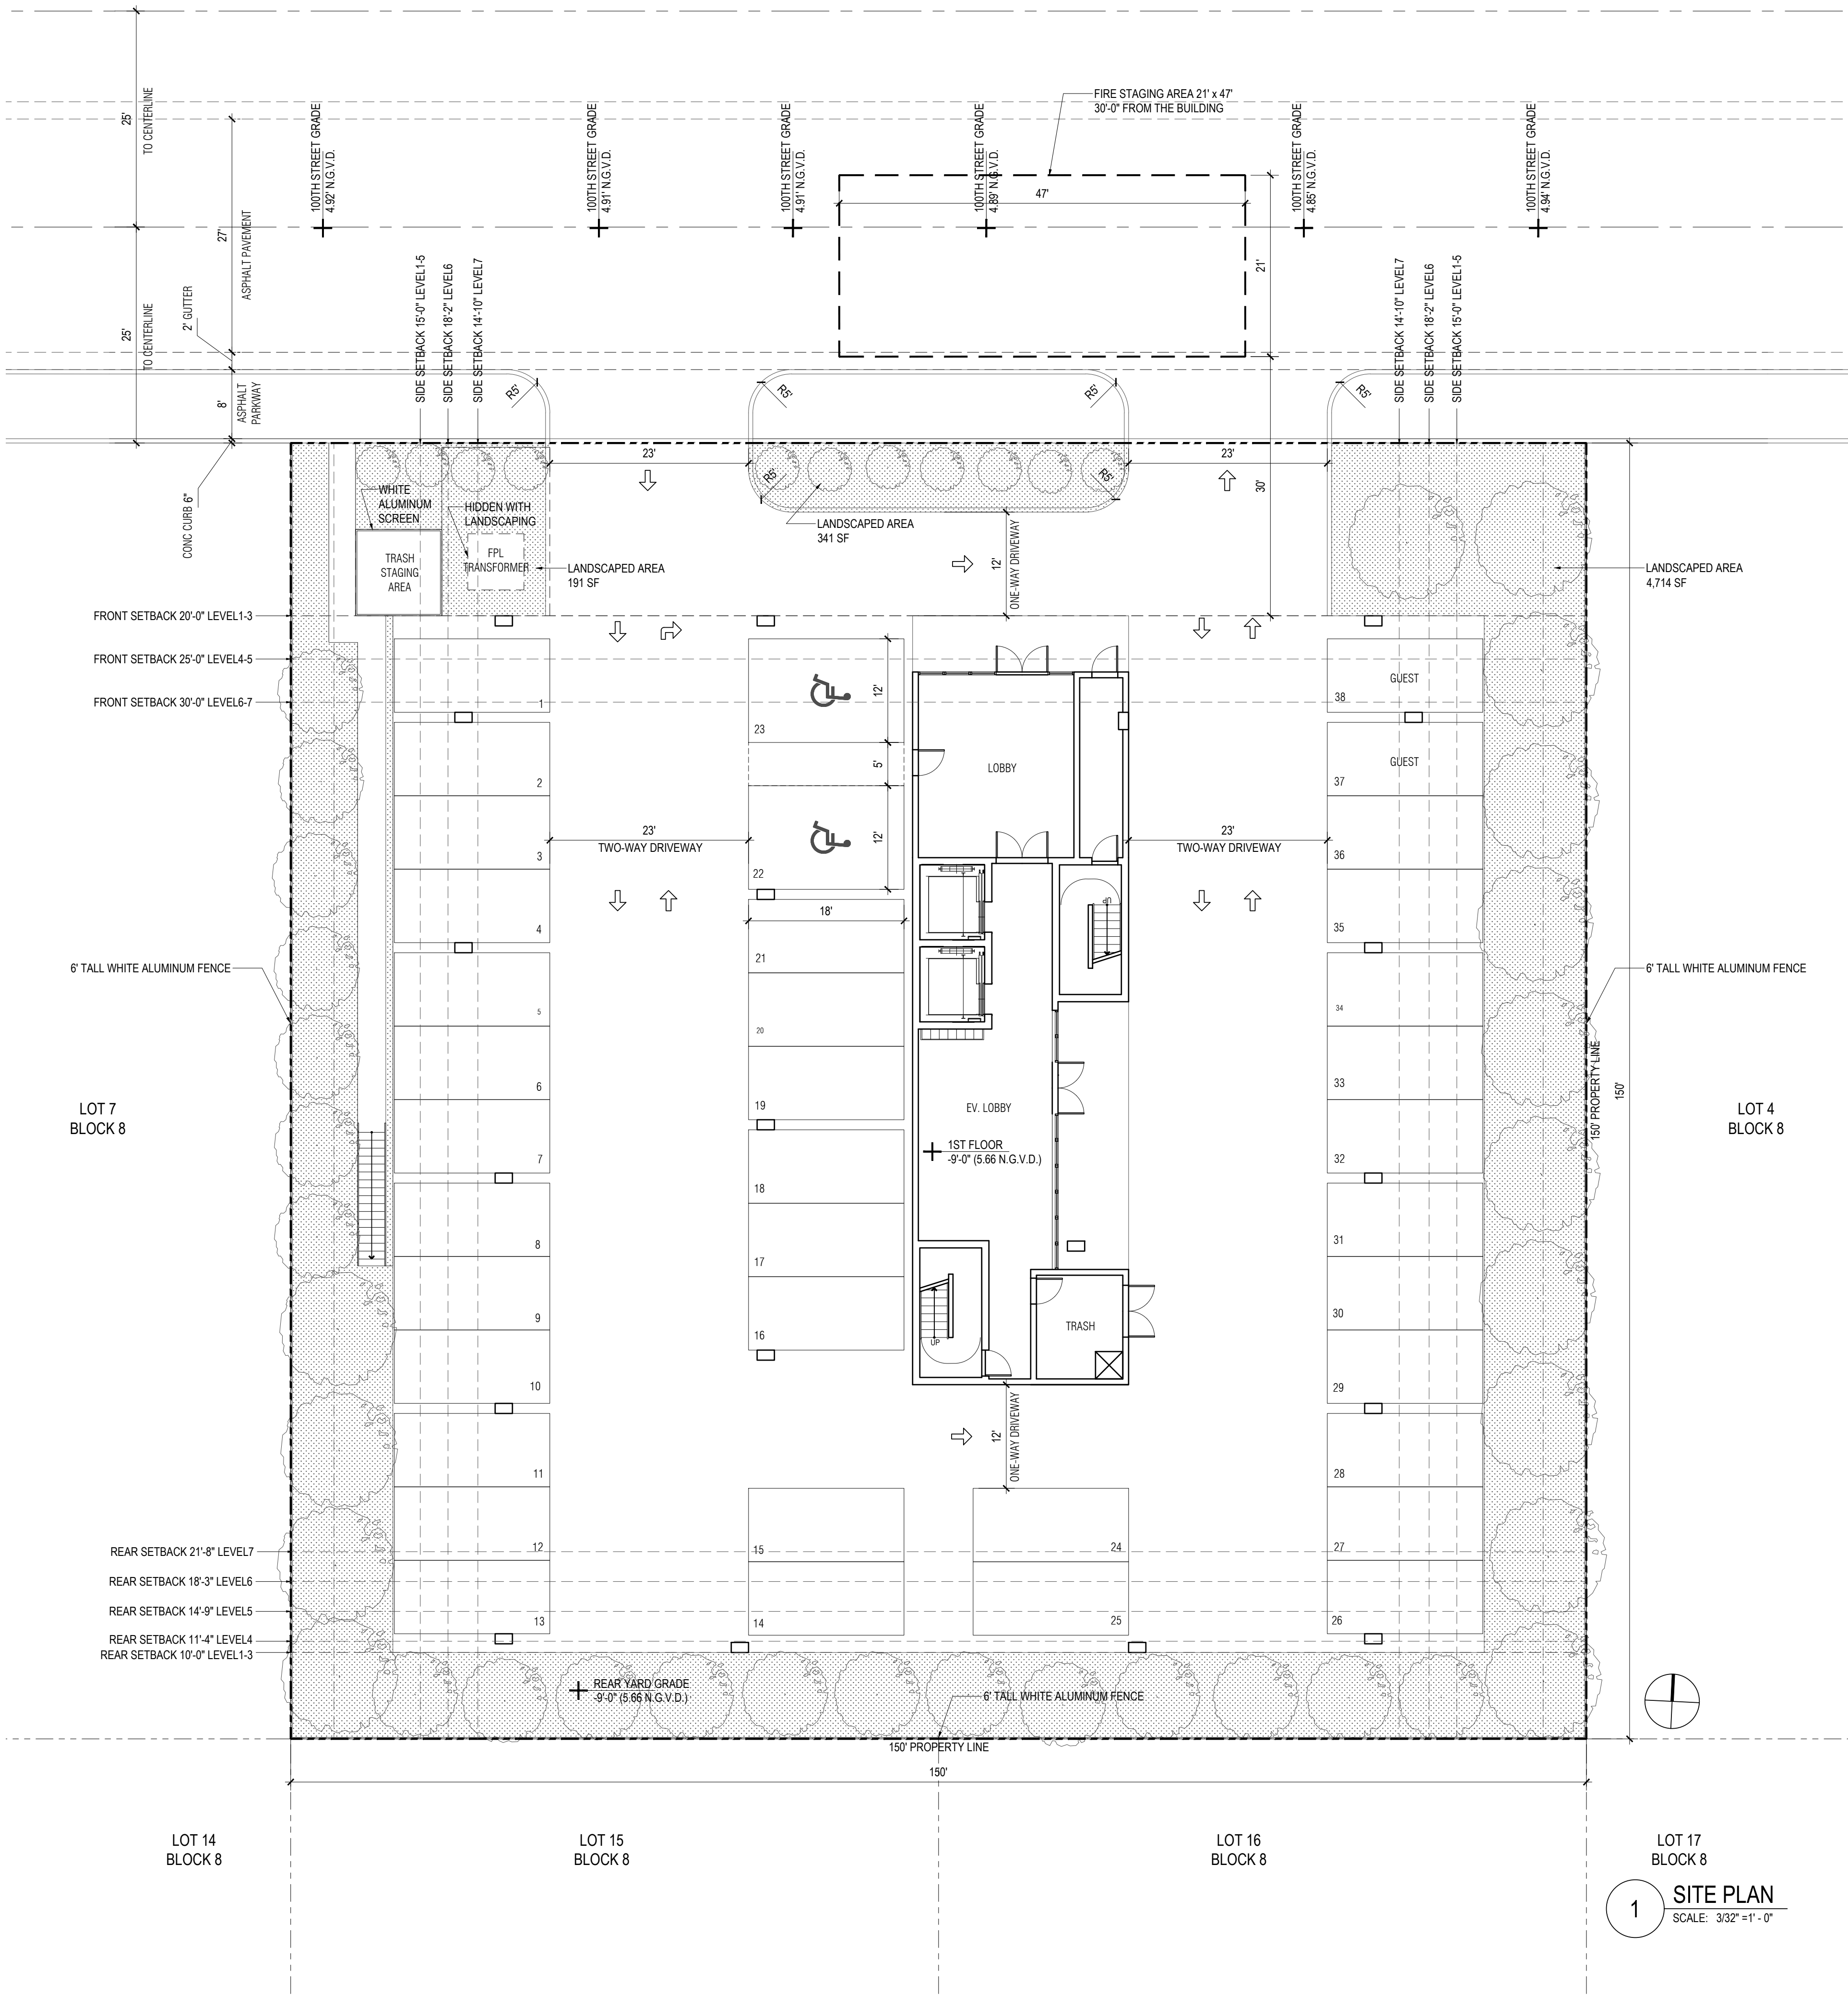 FIRE STAGING AREA 21' x 47'
30'-0" FROM THE BUILDING
25'
TO CENTERLINE
100TH STREET GRADE
4.92' N.G.V.D.
100TH STREET GRADE
4.91' N.G.V.D.
100TH STREET GRADE
4.91' N.G.V.D.
100TH STREET GRADE
4.89' N.G.V.D.
100TH STREET GRADE
4.85' N.G.V.D.
100TH STREET GRADE
4.94' N.G.V.D.
47'
27'
ASPHALT PAVEMENT
21'
25'
TO CENTERLINE
2' GUTTER
SIDE SETBACK 15'-0" LEVEL1-5
SIDE SETBACK 18'-2" LEVEL6
SIDE SETBACK 14'-10" LEVEL7
SIDE SETBACK 14'-10" LEVEL7
SIDE SETBACK 18'-2" LEVEL6
SIDE SETBACK 15'-0" LEVEL1-5
8'
ASPHALT
PARKWAY
R5'
R5'
R5'
R5'
23'
R5'
R5'
23'
30'
CONC CURB 6"
WHITE
ALUMINUM
SCREEN
HIDDEN WITH
LANDSCAPING
LANDSCAPED AREA
341 SF
TRASH
STAGING
AREA
FPL
TRANSFORMER
LANDSCAPED AREA
191 SF
12'
ONE-WAY DRIVEWAY
LANDSCAPED AREA
4,714 SF
FRONT SETBACK 20'-0" LEVEL1-3
FRONT SETBACK 25'-0" LEVEL4-5
FRONT SETBACK 30'-0" LEVEL6-7
1
23
12'
GUEST
38
2
5'
LOBBY
GUEST
37
23'
TWO-WAY DRIVEWAY
12'
23'
TWO-WAY DRIVEWAY
3
22
36
4
18'
UP
35
6' TALL WHITE ALUMINUM FENCE
21
6' TALL WHITE ALUMINUM FENCE
5
20
34
6
19
EV. LOBBY
33
LOT 7
BLOCK 8
150' PROPERTY LINE
150'
LOT 4
BLOCK 8
1ST FLOOR
-9'-0" (5.66 N.G.V.D.)
7
18
32
8
17
31
9
16
UP
TRASH
30
10
29
12'
ONE-WAY DRIVEWAY
11
28
12
15
24
27
REAR SETBACK 21'-8" LEVEL7
REAR SETBACK 18'-3" LEVEL6
REAR SETBACK 14'-9" LEVEL5
13
14
25
26
REAR SETBACK 11'-4" LEVEL4
REAR SETBACK 10'-0" LEVEL1-3
REAR YARD GRADE
-9'-0" (5.66 N.G.V.D.)
6' TALL WHITE ALUMINUM FENCE
150' PROPERTY LINE
150'
LOT 14
BLOCK 8
LOT 15
BLOCK 8
LOT 16
BLOCK 8
LOT 17
BLOCK 8
1
SITE PLAN
SCALE: 3/32" =1' - 0"